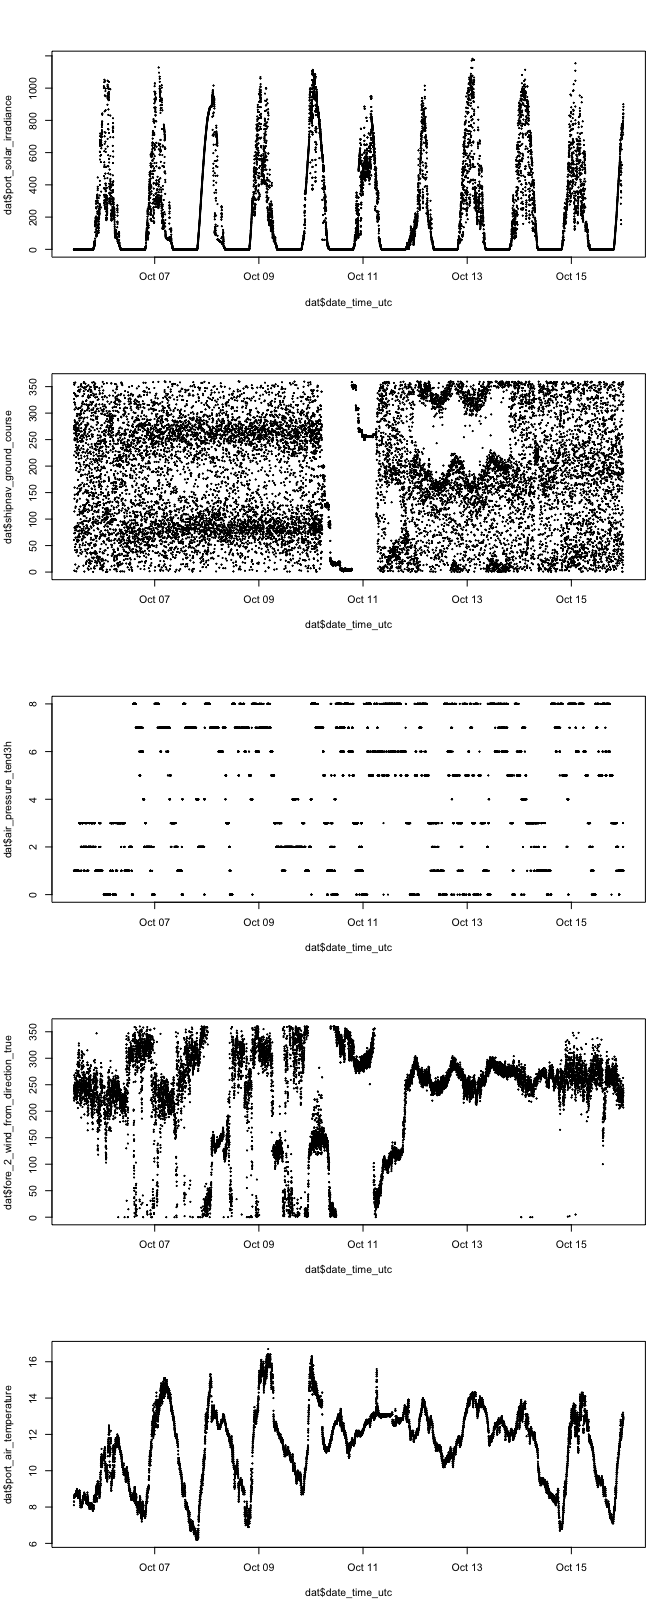 dat$port_solar_irradiance
0 200 400 600 800 1000
Oct 07 Oct 09 Oct 11 Oct 13 Oct 15
dat$date_time_utc
dat$shipnav_ground_course
0 50 100 150 200 250 300 350
Oct 07 Oct 09 Oct 11 Oct 13 Oct 15
dat$date_time_utc
dat$air_pressure_tend3h
0 2 4 6 8
Oct 07 Oct 09 Oct 11 Oct 13 Oct 15
dat$date_time_utc
dat$fore_2_wind_from_direction_true
0 50 100 150 200 250 300 350
Oct 07 Oct 09 Oct 11 Oct 13 Oct 15
dat$date_time_utc
dat$port_air_temperature
6 8 10 12 14 16
Oct 07 Oct 09 Oct 11 Oct 13 Oct 15
dat$date_time_utc